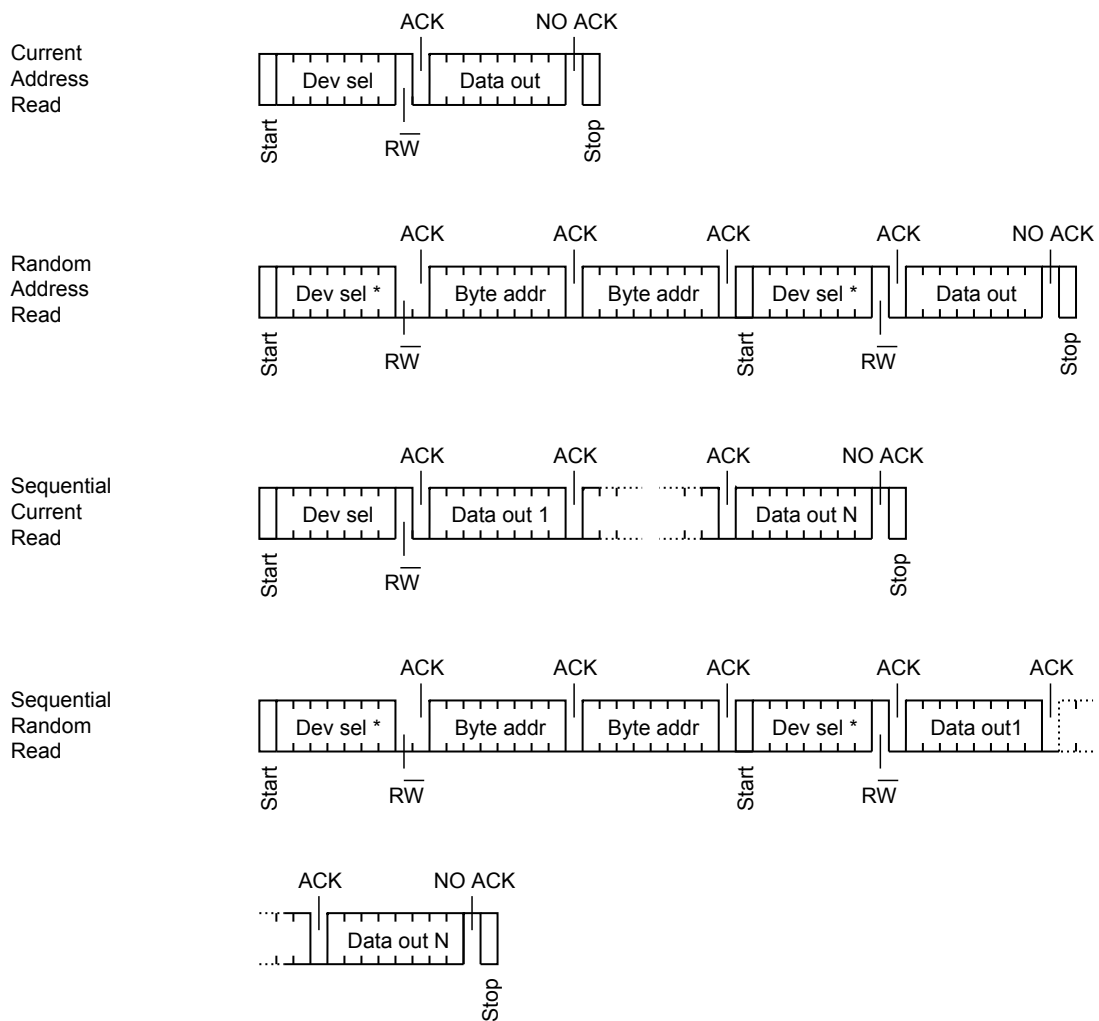 ACK NO ACK
Current
Address
Read
Dev sel Data out
Start RW̅ Stop
ACK ACK ACK ACK NO ACK
Random
Address
Read
Dev sel * Byte addr Byte addr Dev sel * Data out
Start RW̅ Start RW̅ Stop
ACK ACK ACK NO ACK
Sequential
Current
Read
Dev sel Data out 1 Data out N
Start RW̅ Stop
ACK ACK ACK ACK ACK
Sequential
Random
Read
Dev sel * Byte addr Byte addr Dev sel * Data out1
Start RW̅ Start RW̅
ACK NO ACK
Data out N
Stop